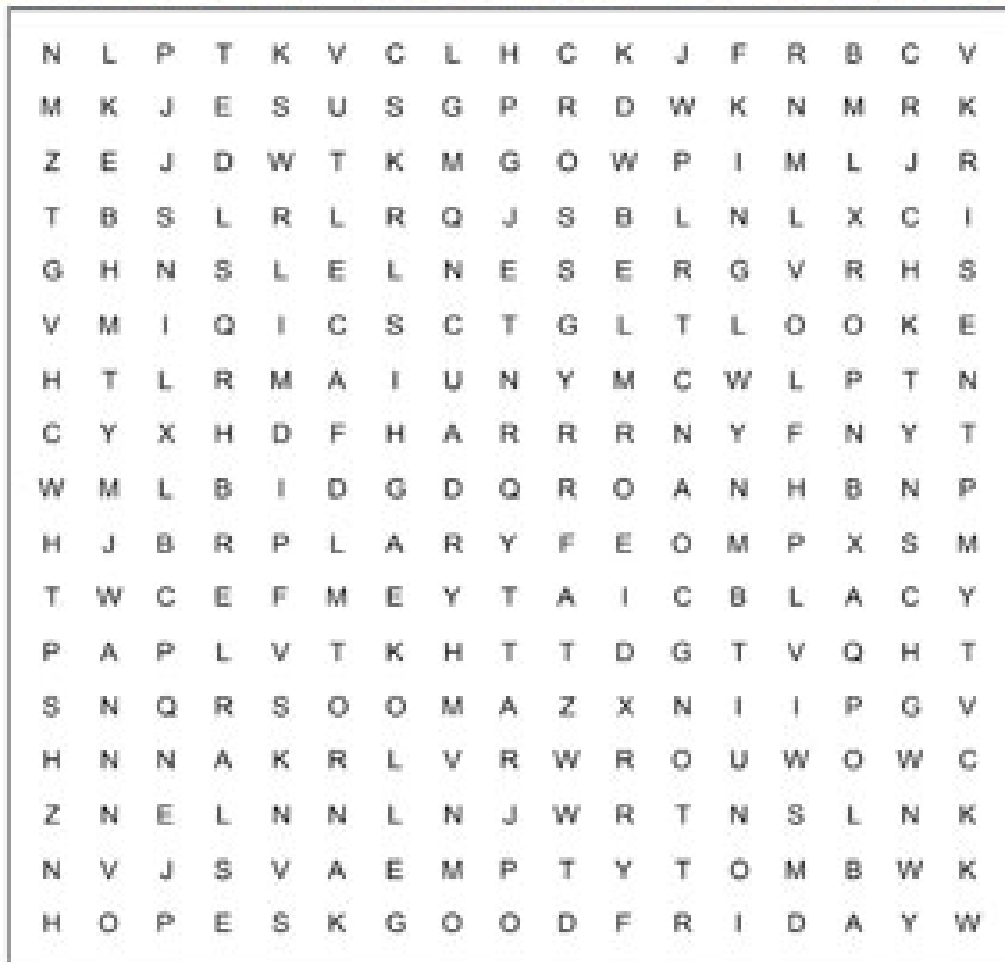 N L P T K V C L H C K J F R B C V
M K J E S U S G P R D W K N M R K
Z E J D W T K M G O W P I M L J R
T B S L R L R Q J S B L N L X C I
G H N S L E L N E S E R G V R H S
V M I Q I C S C T G L T L O O K E
H T L R M A I U N Y M C W L P T N
C Y X H D F H A R R R N Y F N Y T
W M L B I D G D Q R O A N H B N P
H J B R P L A R Y F E O M P X S M
T W C E F M E Y T A I C B L A C Y
P A P L V T K H T T D G T V Q H T
S N Q R S O O M A Z X N I I P G V
H N N A K R L V R W R O U W O W C
Z N E L N N L N J W R T N S L N K
N V J S V A E M P T Y T O M B W K
H O P E S K G O O D F R I D A Y W